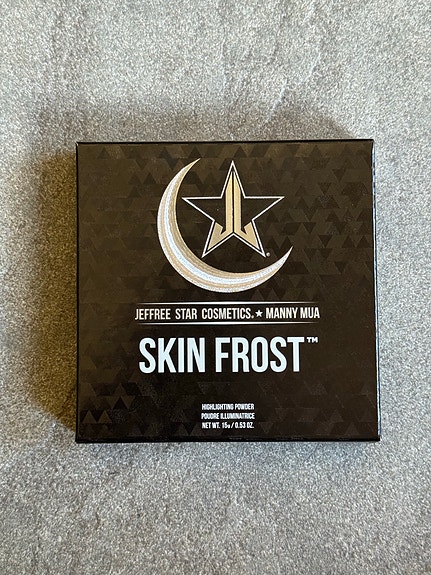 ®
JEFFREE STAR COSMETICS® ★ MANNY MUA
SKIN FROST™
HIGHLIGHTING POWDER
POUDRE ILLUMINATRICE
NET WT. 15g / 0.53 OZ.